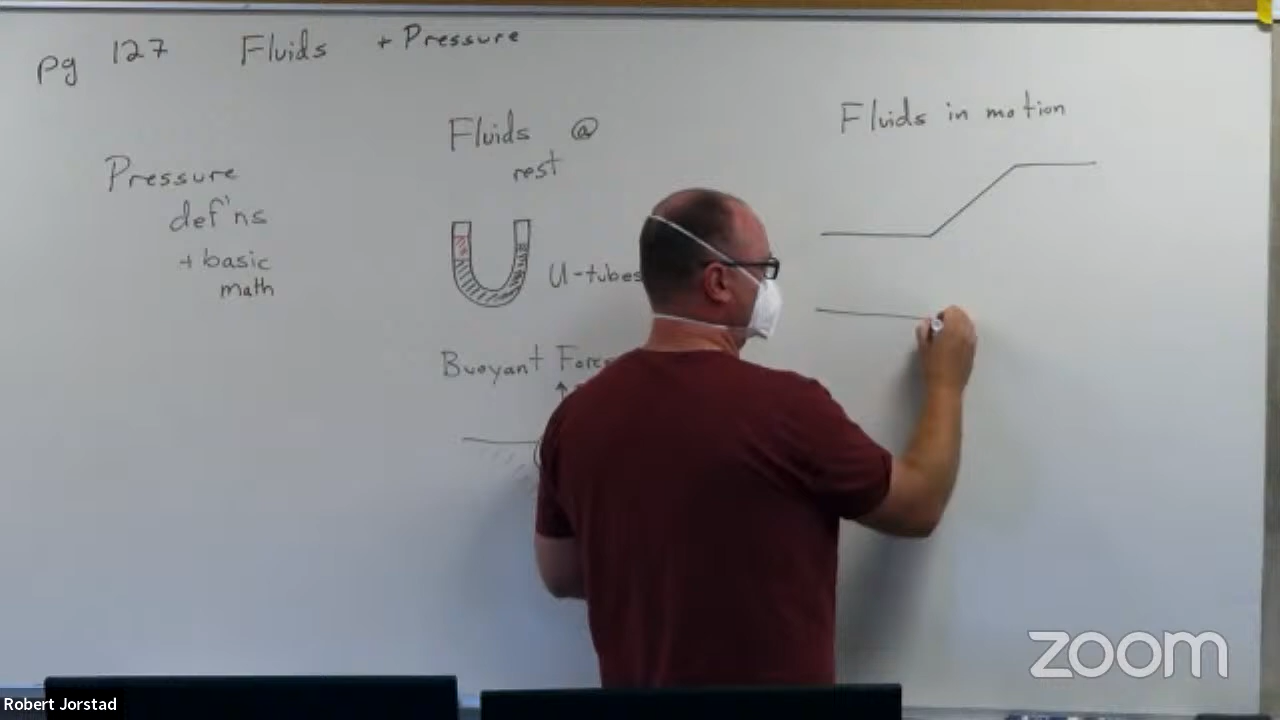 pg 127 Fluids + Pressure
Pressure
def'ns
+ basic
math
Fluids @
rest
U-tubes
Buoyant Force
Fluids in motion
zoom
Robert Jorstad